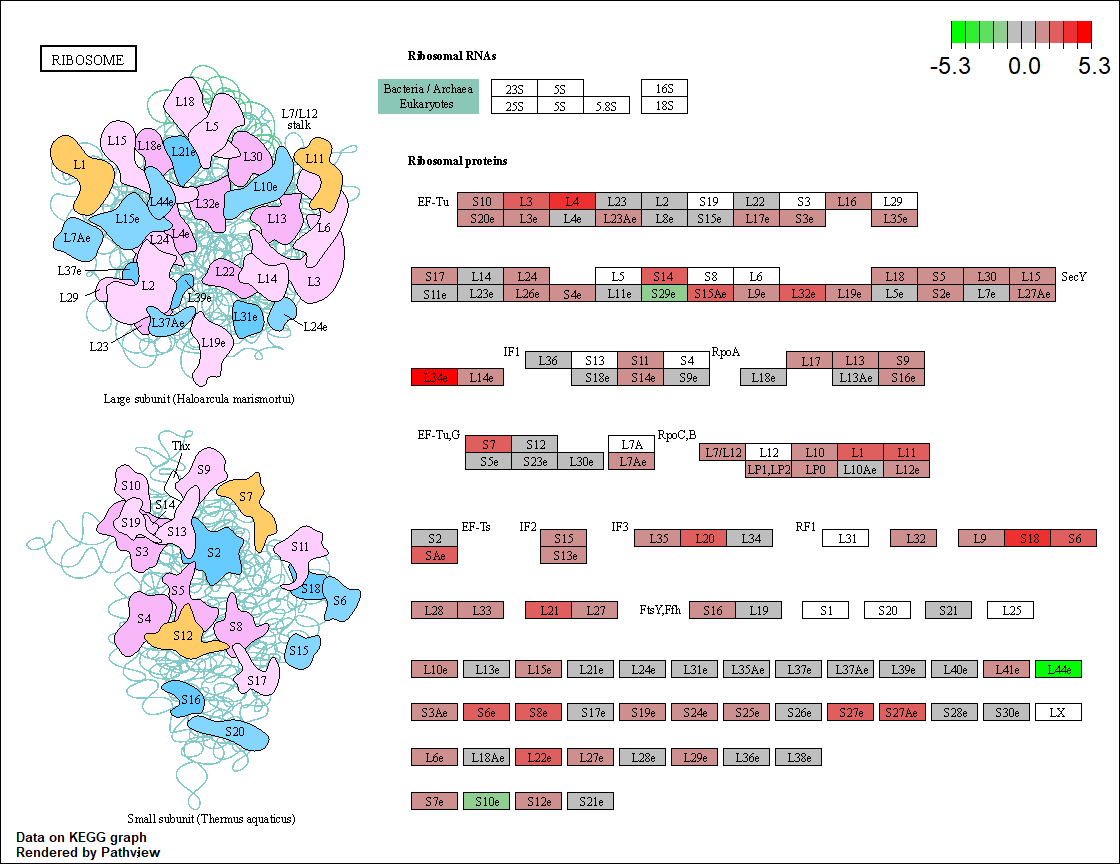 RIBOSOME
L18
L5
L7/L12
stalk
L15
L18e
L21e
L30
L11
L1
L10e
L44e
L32e
L15e
L13
L6
L7Ae
L24
L4e
L37e
L22
L14
L3
L29
L2
L39e
L37Ae
L31e
L24e
L23
L19e
Large subunit (Haloarcula marismortui)
Thx
S9
S10
S7
S14
S19
S13
S3
S2
S11
S5
S18
S6
S4
S12
S8
S15
S17
S16
S20
Small subunit (Thermus aquaticus)
Data on KEGG graph
Rendered by Pathview
-5.3 0.0 5.3
Ribosomal RNAs
Bacteria / Archaea 23S 5S 16S
Eukaryotes 25S 5S 5.8S 18S
Ribosomal proteins
EF-Tu S10 L3 L4 L23 L2 S19 L22 S3 L16 L29
S20e L3e L4e L23Ae L8e S15e L17e S3e L35e
S17 L14 L24 L5 S14 S8 L6 L18 S5 L30 L15 SecY
S11e L23e L26e S4e L11e S29e S15Ae L9e L32e L19e L5e S2e L7e L27Ae
IF1 L36 S13 S11 S4 RpoA L17 L13 S9
L34e L14e S18e S14e S9e L18e L13Ae S16e
EF-Tu,G S7 S12 L7A RpoC,B L7/L12 L12 L10 L1 L11
S5e S23e L30e L7Ae LP1,LP2 LP0 L10Ae L12e
S2 EF-Ts IF2 S15 IF3 L35 L20 L34 RF1 L31 L32 L9 S18 S6
SAe S13e
L28 L33 L21 L27 FtsY,Ffh S16 L19 S1 S20 S21 L25
L10e L13e L15e L21e L24e L31e L35Ae L37e L37Ae L39e L40e L41e L44e
S3Ae S6e S8e S17e S19e S24e S25e S26e S27e S27Ae S28e S30e LX
L6e L18Ae L22e L27e L28e L29e L36e L38e
S7e S10e S12e S21e